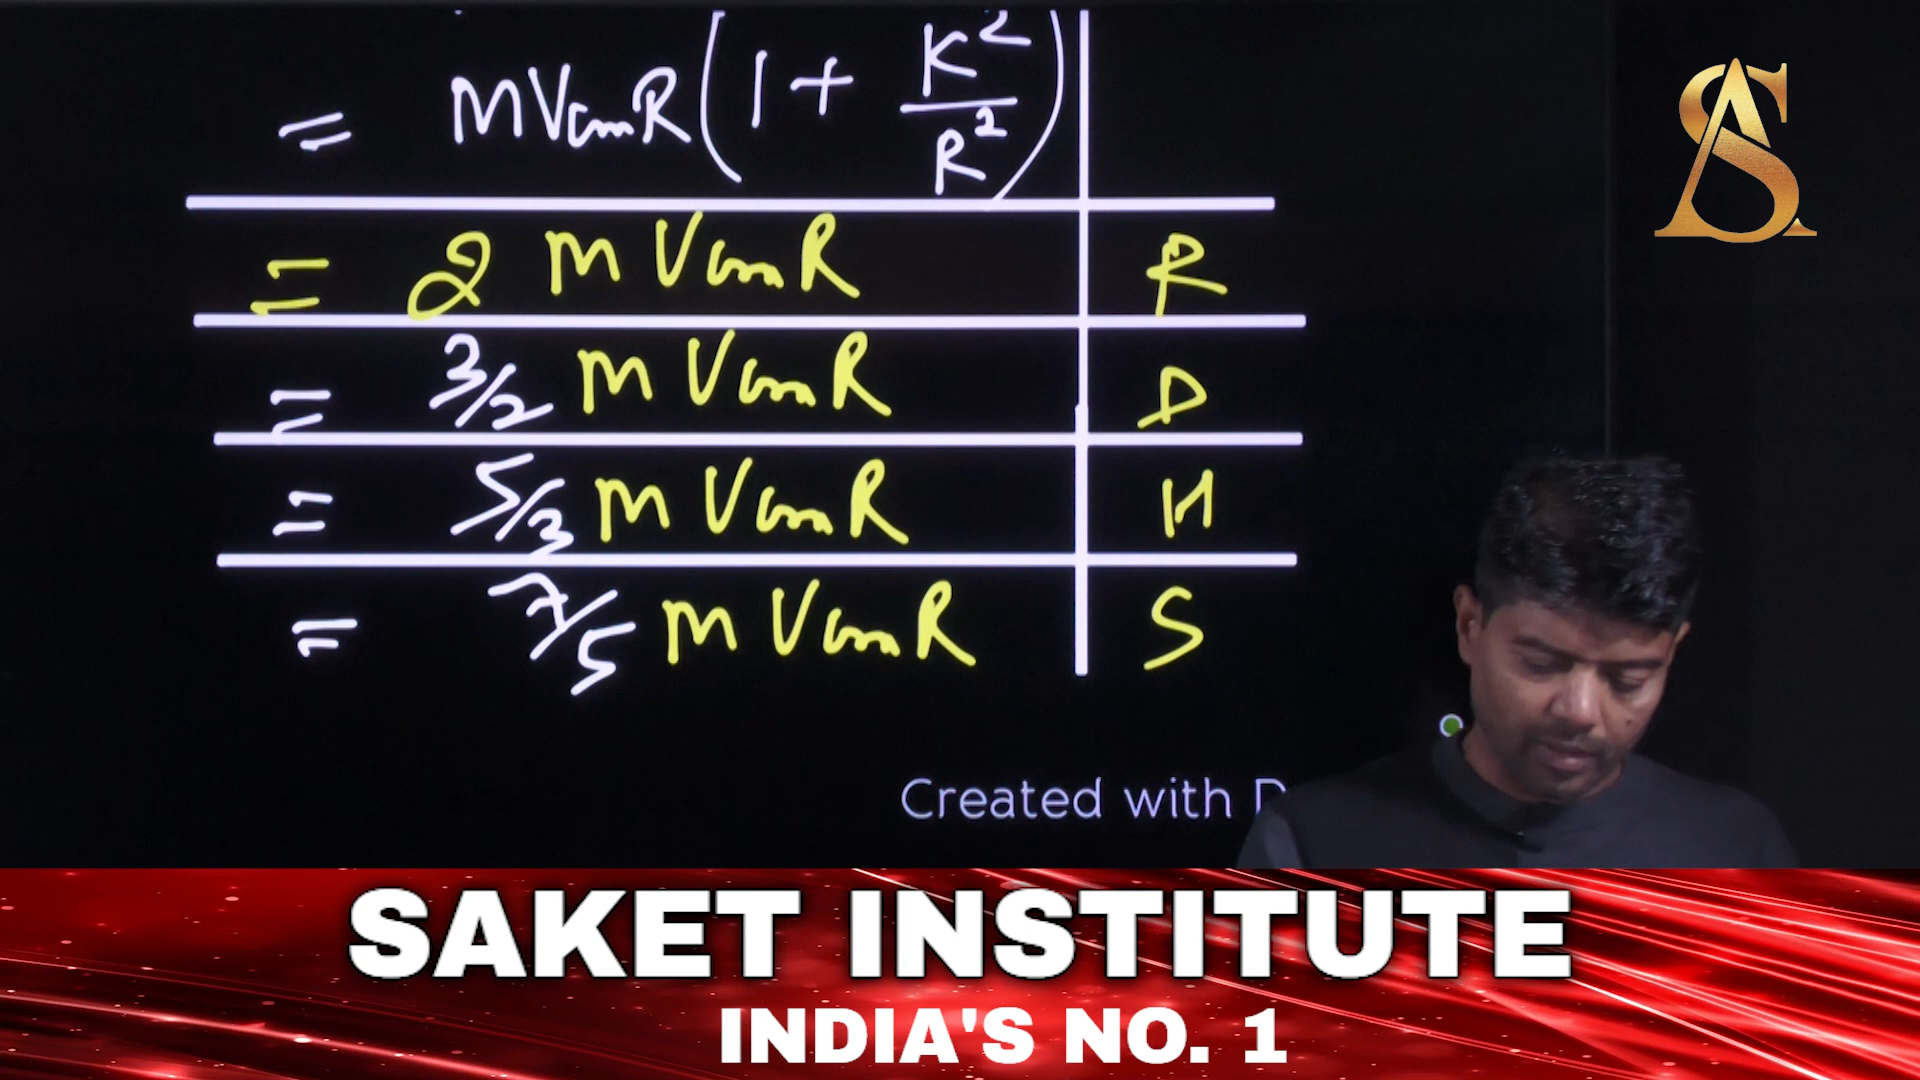 = MVcmR(1 + K²/R²)
= 2 MVcmR R
= 3/2 MVcmR D
= 5/3 MVcmR H
= 7/5 MVcmR S
Created with D
SAKET INSTITUTE
INDIA'S NO. 1